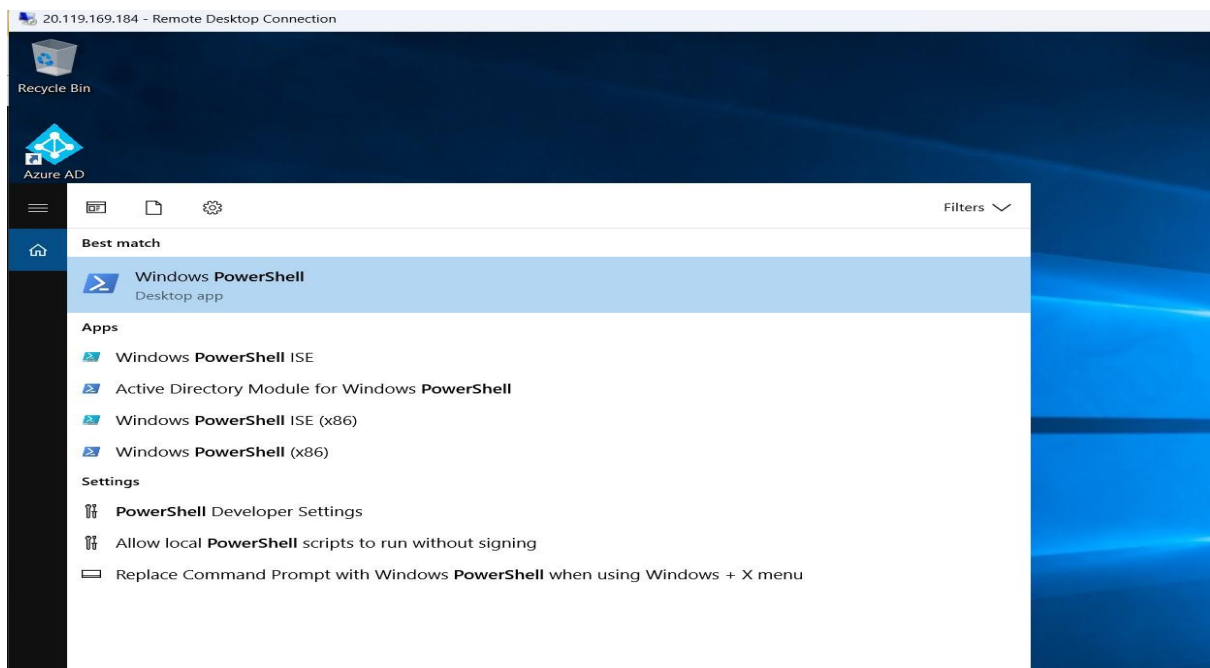 20.119.169.184 - Remote Desktop Connection
Recycle Bin
Azure AD
Filters
Best match
Windows PowerShell
Desktop app
Apps
Windows PowerShell ISE
Active Directory Module for Windows PowerShell
Windows PowerShell ISE (x86)
Windows PowerShell (x86)
Settings
PowerShell Developer Settings
Allow local PowerShell scripts to run without signing
Replace Command Prompt with Windows PowerShell when using Windows + X menu